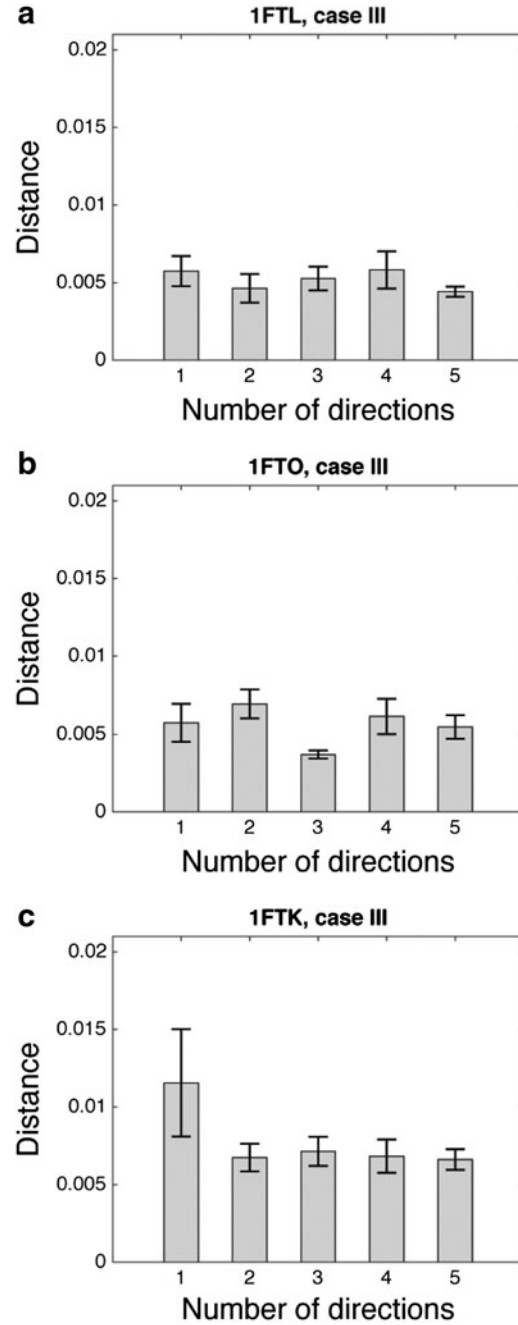 a
1FTL, case III
0.02
0.015
0.01
0.005
0
Distance
1 2 3 4 5
Number of directions
b
1FTO, case III
0.02
0.015
0.01
0.005
0
Distance
1 2 3 4 5
Number of directions
c
1FTK, case III
0.02
0.015
0.01
0.005
0
Distance
1 2 3 4 5
Number of directions